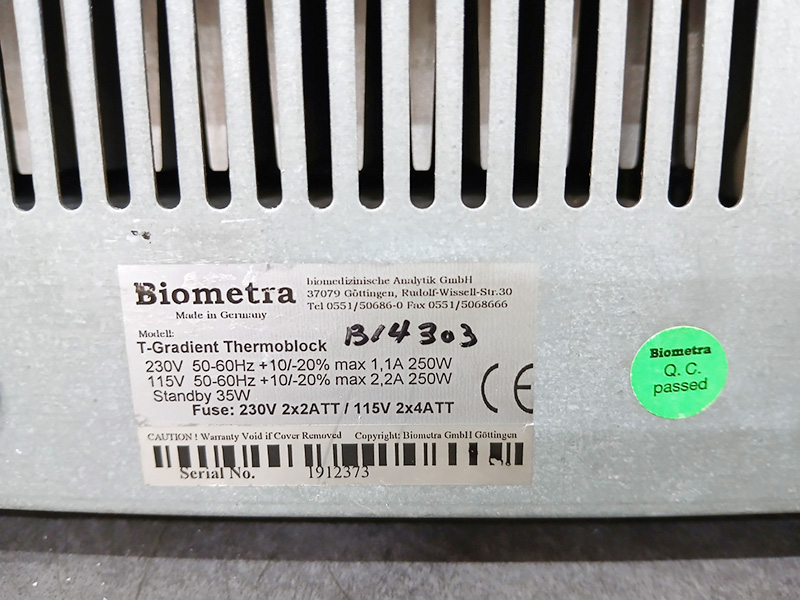 Biometra
Made in Germany
biomedizinische Analytik GmbH
37079 Göttingen, Rudolf-Wissell-Str.30
Tel 0551/50686-0 Fax 0551/5068666
Modell:
T-Gradient Thermoblock
B14303
230V 50-60Hz +10/-20% max 1,1A 250W
115V 50-60Hz +10/-20% max 2,2A 250W
Standby 35W
Fuse: 230V 2x2ATT / 115V 2x4ATT
CE
CAUTION ! Warranty Void if Cover Removed Copyright: Biometra GmbH Göttingen
Serial No. 1912373
Biometra
Q. C.
passed